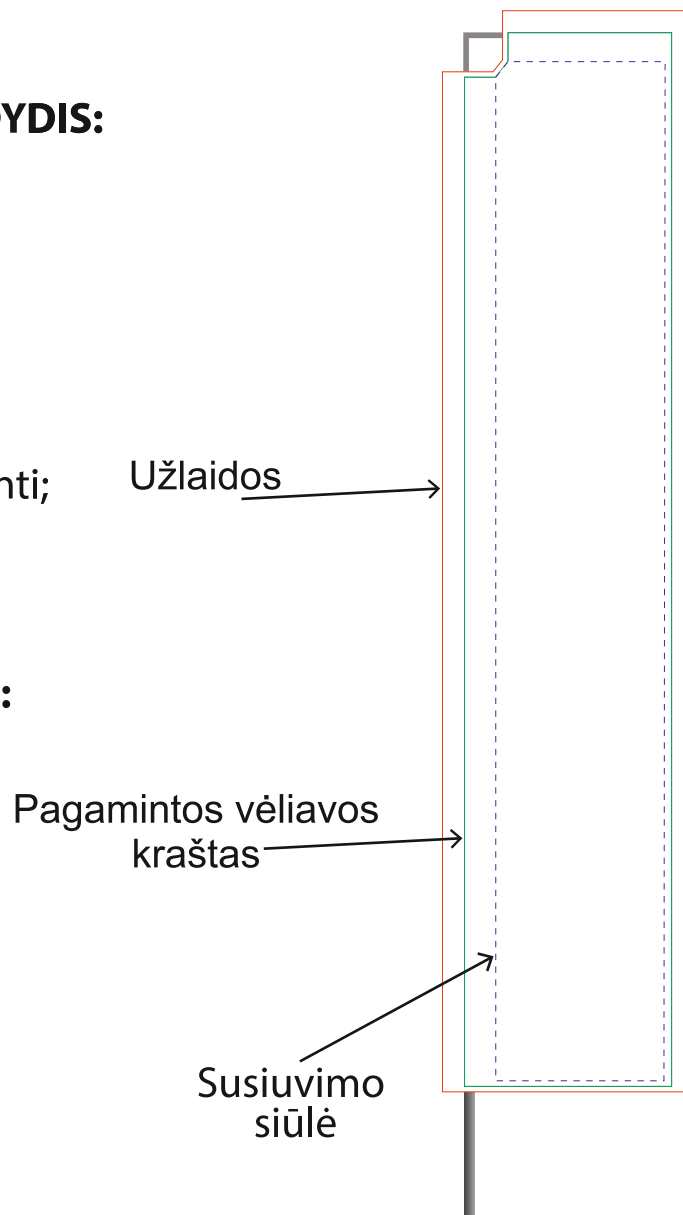 YDIS:
Užlaidos
nti;
:
Pagamintos vėliavos
kraštas
Susiuvimo
siūlė